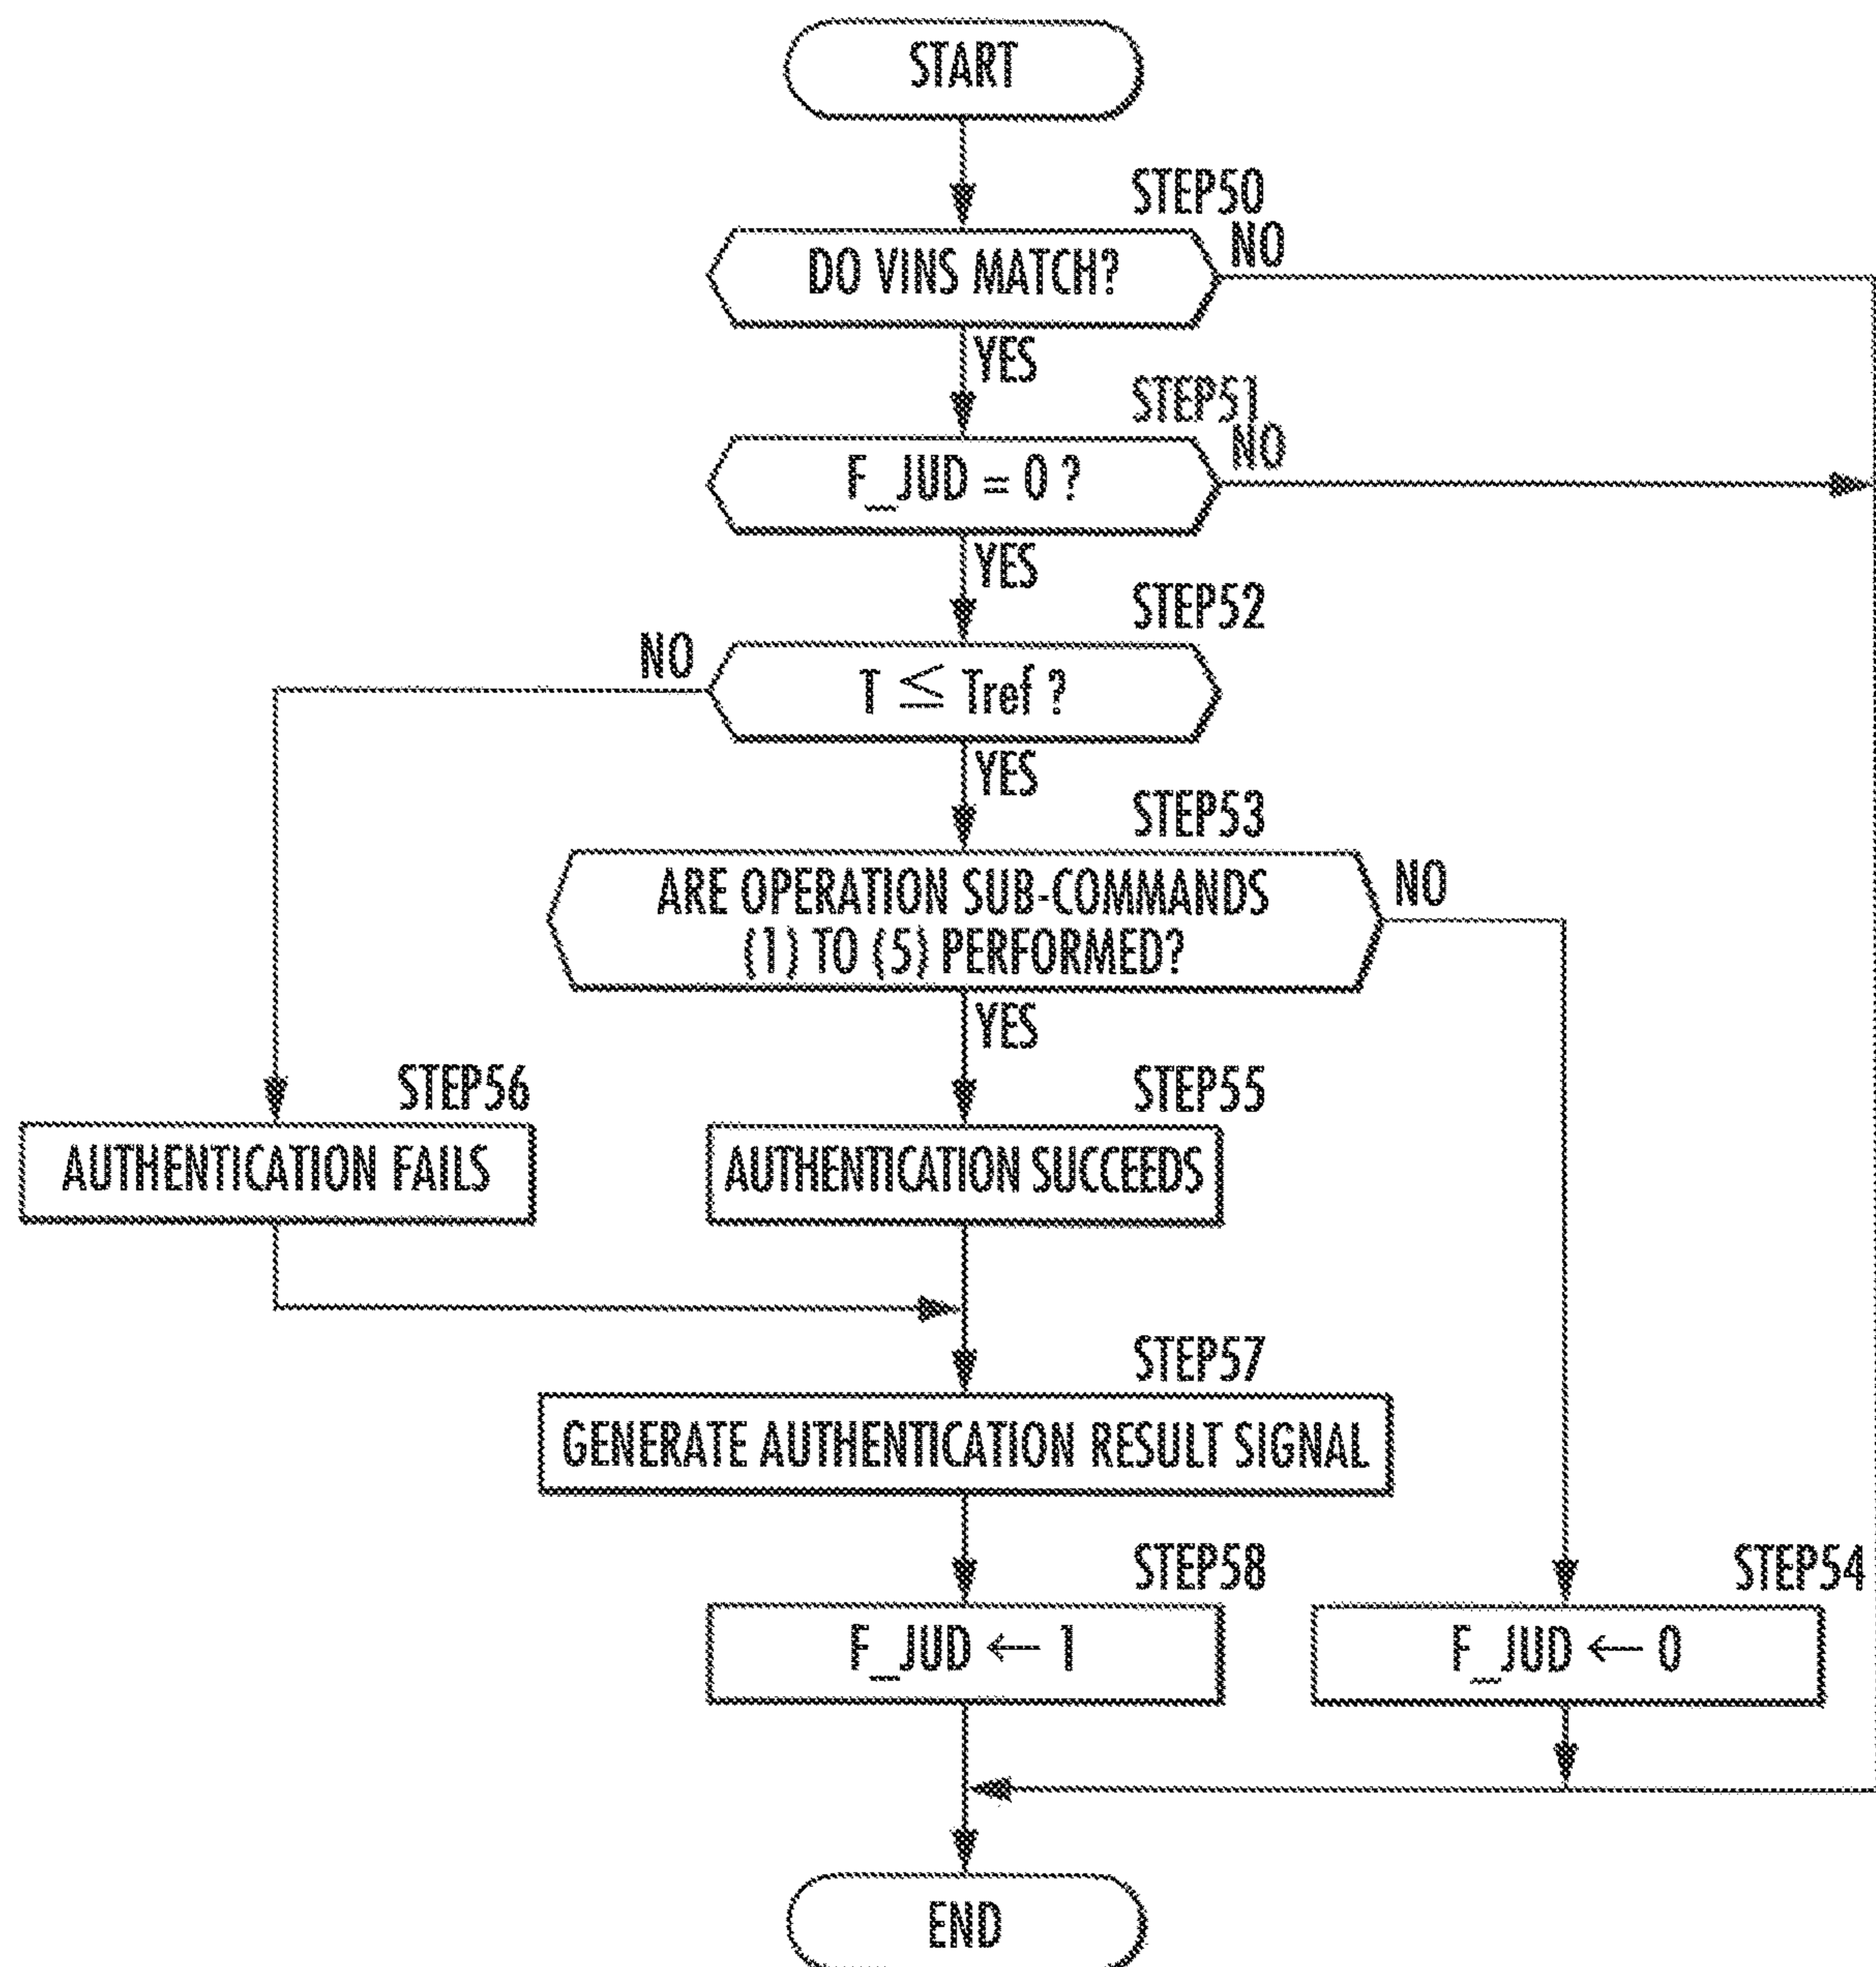 START
STEP50
DO VINS MATCH?
NO
YES
STEP51
F_JUD = 0 ?
NO
YES
STEP52
NO
T ≦ Tref ?
YES
STEP53
ARE OPERATION SUB-COMMANDS
(1) TO (5) PERFORMED?
NO
YES
STEP56
STEP55
AUTHENTICATION FAILS
AUTHENTICATION SUCCEEDS
STEP57
GENERATE AUTHENTICATION RESULT SIGNAL
STEP58
STEP54
F_JUD ← 1
F_JUD ← 0
END